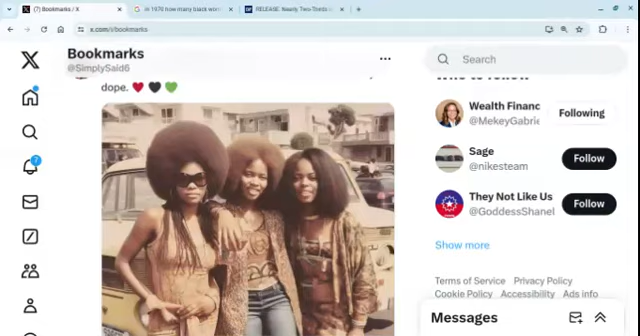 (7) Bookmarks / X
in 1970 how many black wom
RELEASE: Nearly Two-Thirds o
x.com/i/bookmarks
Bookmarks
@SimplySaid6
dope.
Search
Wealth Financ
@MekeyGabrie
Following
Sage
@nikesteam
Follow
They Not Like Us
@GoddessShanel
Follow
Show more
Terms of Service Privacy Policy
Cookie Policy Accessibility Ads info
Messages